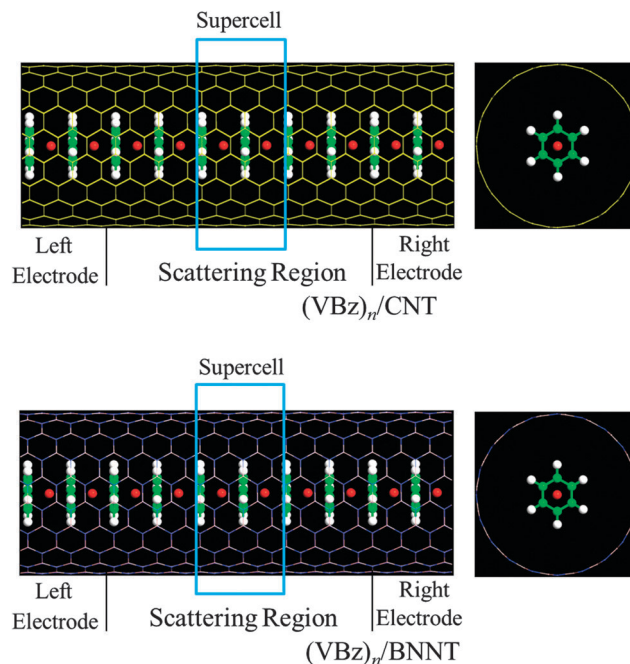 Supercell
Left
Electrode
Scattering Region
Right
Electrode
(VBz)n/CNT
Supercell
Left
Electrode
Scattering Region
Right
Electrode
(VBz)n/BNNT